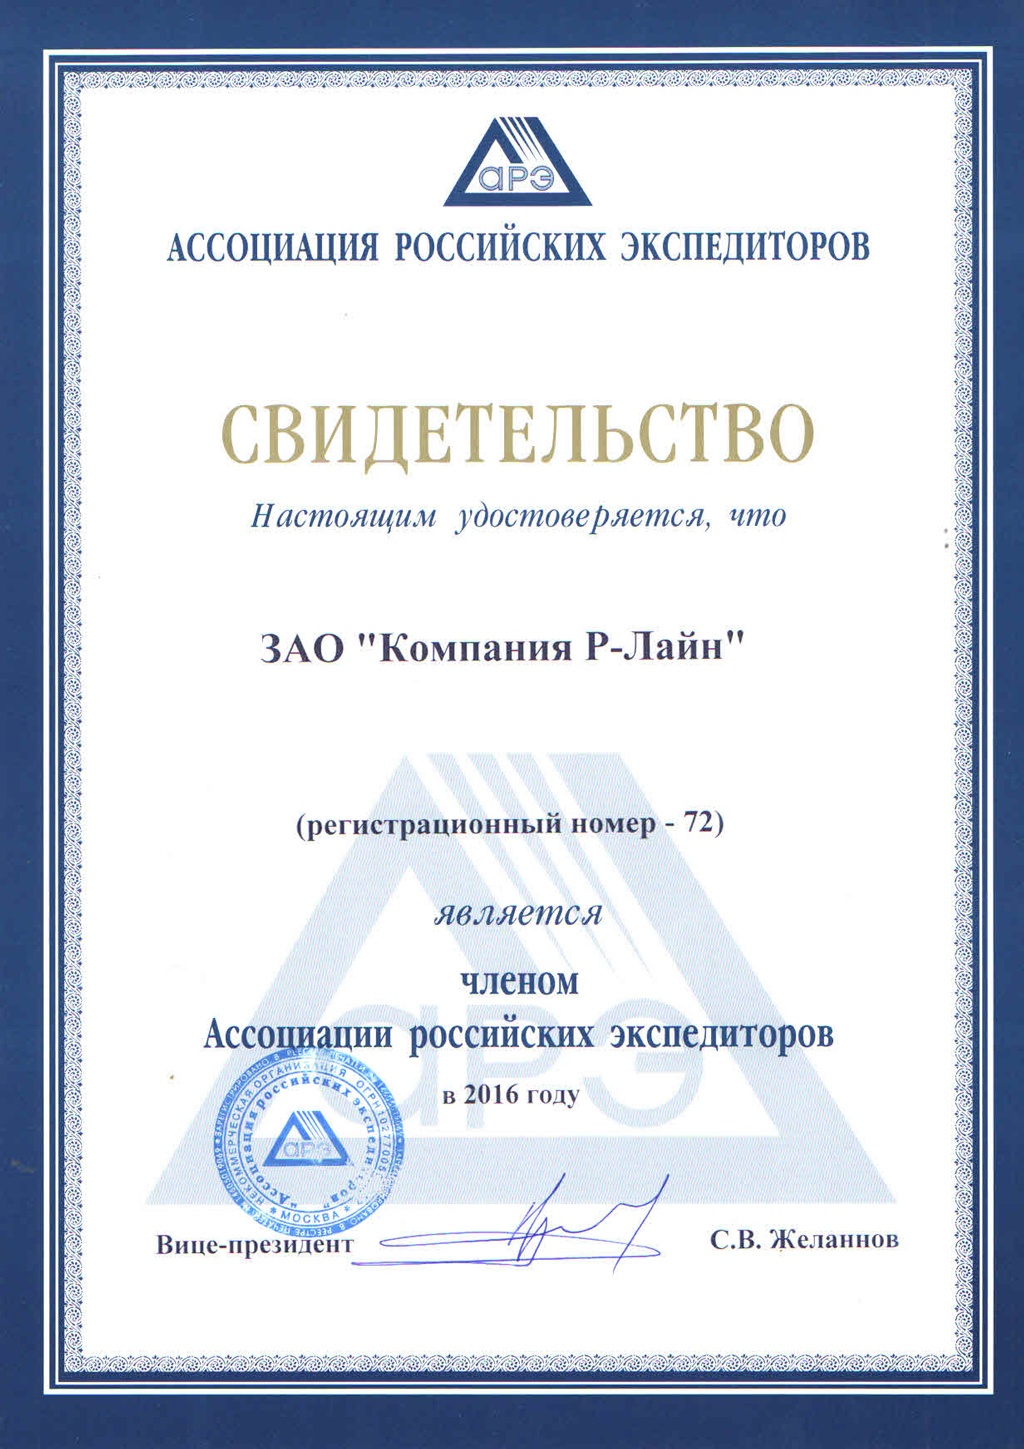 АРЭ
АССОЦИАЦИЯ РОССИЙСКИХ ЭКСПЕДИТОРОВ
СВИДЕТЕЛЬСТВО
Настоящим удостоверяется, что
ЗАО "Компания Р-Лайн"
(регистрационный номер - 72)
является
членом
Ассоциации российских экспедиторов
в 2016 году
НЕКОММЕРЧЕСКАЯ ОРГАНИЗАЦИЯ ОГРН
"Ассоциация российских экспедиторов"
АРЭ
* МОСКВА *
Вице-президент
С.В. Желаннов